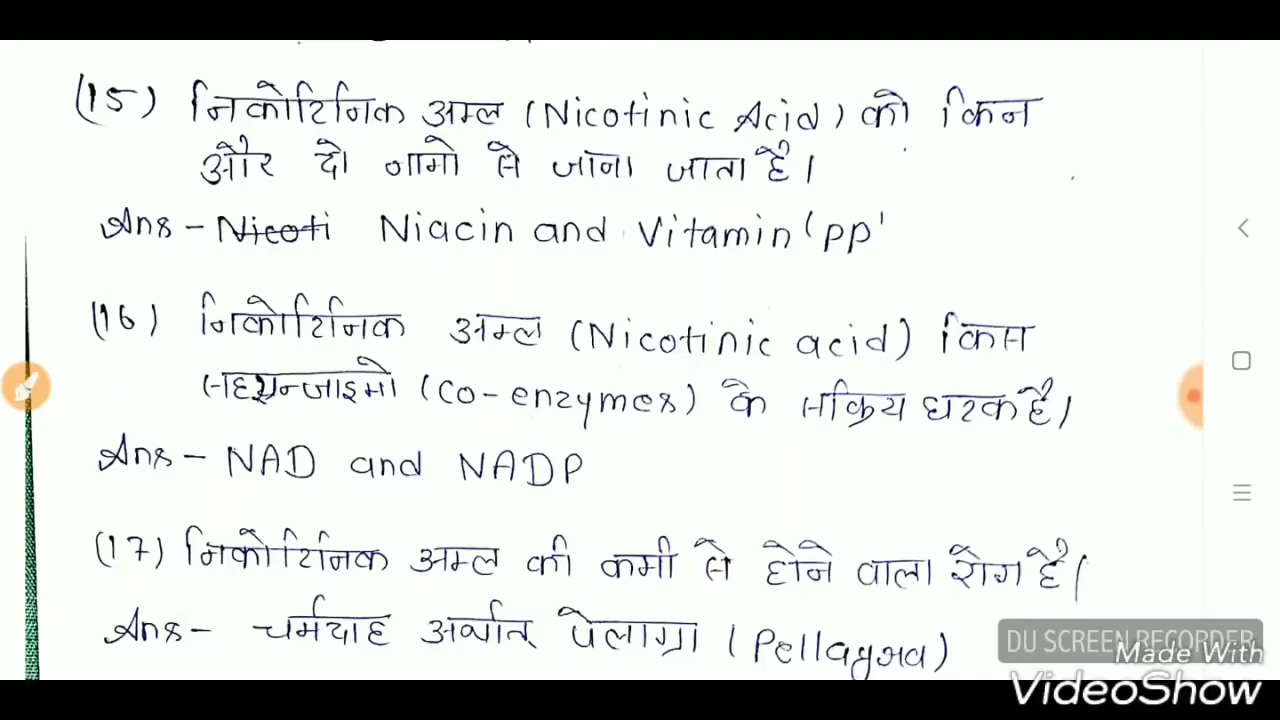 (15) निकोटिनिक अम्ल (Nicotinic Acid) को किन
और दो नामो से जाना जाता है।
Ans - Nicoti Niacin and Vitamin 'pp'
(16) निकोटिनिक अम्ल (Nicotinic acid) किस
सहएन्जाइमो (Co-enzymes) के सक्रिय घटक है।
Ans - NAD and NADP
(17) निकोटिनिक अम्ल की कमी से होने वाला रोग है।
Ans - चर्मदाह अर्थात् पेलाग्रा (Pellagra)
DU SCREEN RECORDER
Made With
VideoShow